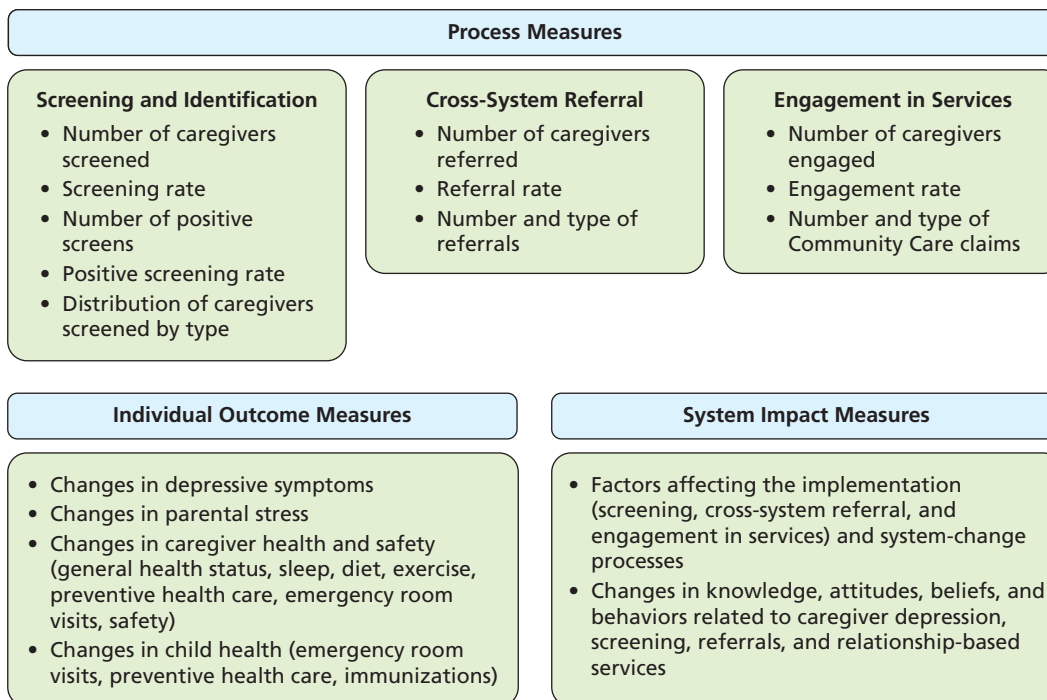 Process Measures
Screening and Identification
• Number of caregivers
screened
• Screening rate
• Number of positive
screens
• Positive screening rate
• Distribution of caregivers
screened by type
Cross-System Referral
• Number of caregivers
referred
• Referral rate
• Number and type of
referrals
Engagement in Services
• Number of caregivers
engaged
• Engagement rate
• Number and type of
Community Care claims
Individual Outcome Measures
• Changes in depressive symptoms
• Changes in parental stress
• Changes in caregiver health and safety
(general health status, sleep, diet, exercise,
preventive health care, emergency room
visits, safety)
• Changes in child health (emergency room
visits, preventive health care, immunizations)
System Impact Measures
• Factors affecting the implementation
(screening, cross-system referral, and
engagement in services) and system-change
processes
• Changes in knowledge, attitudes, beliefs, and
behaviors related to caregiver depression,
screening, referrals, and relationship-based
services